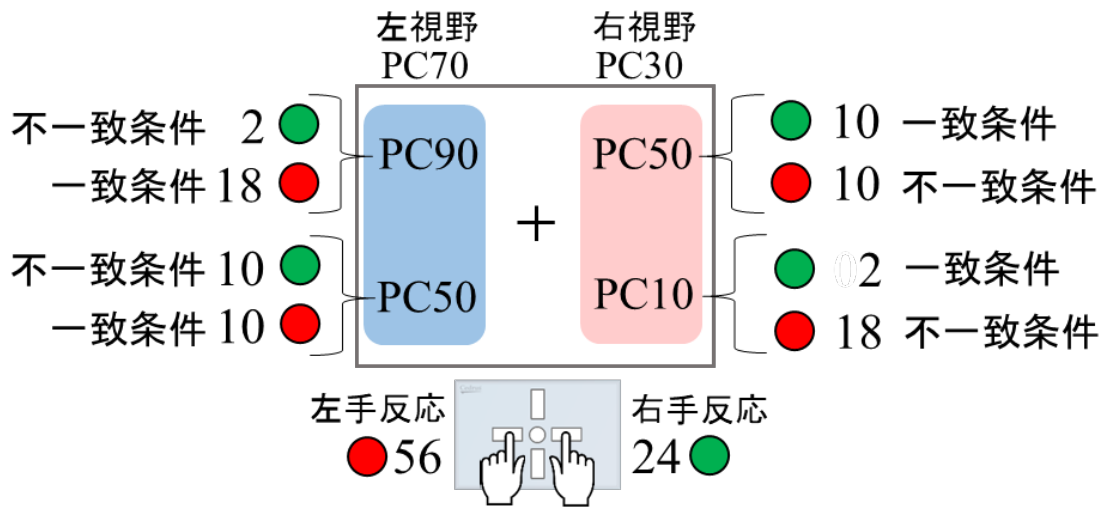 左視野 右視野
PC70 PC30
不一致条件 2
一致条件 18
PC90
PC50
10 一致条件
10 不一致条件
不一致条件 10
一致条件 10
PC50
PC10
02 一致条件
18 不一致条件
左手反応
56
右手反応
24